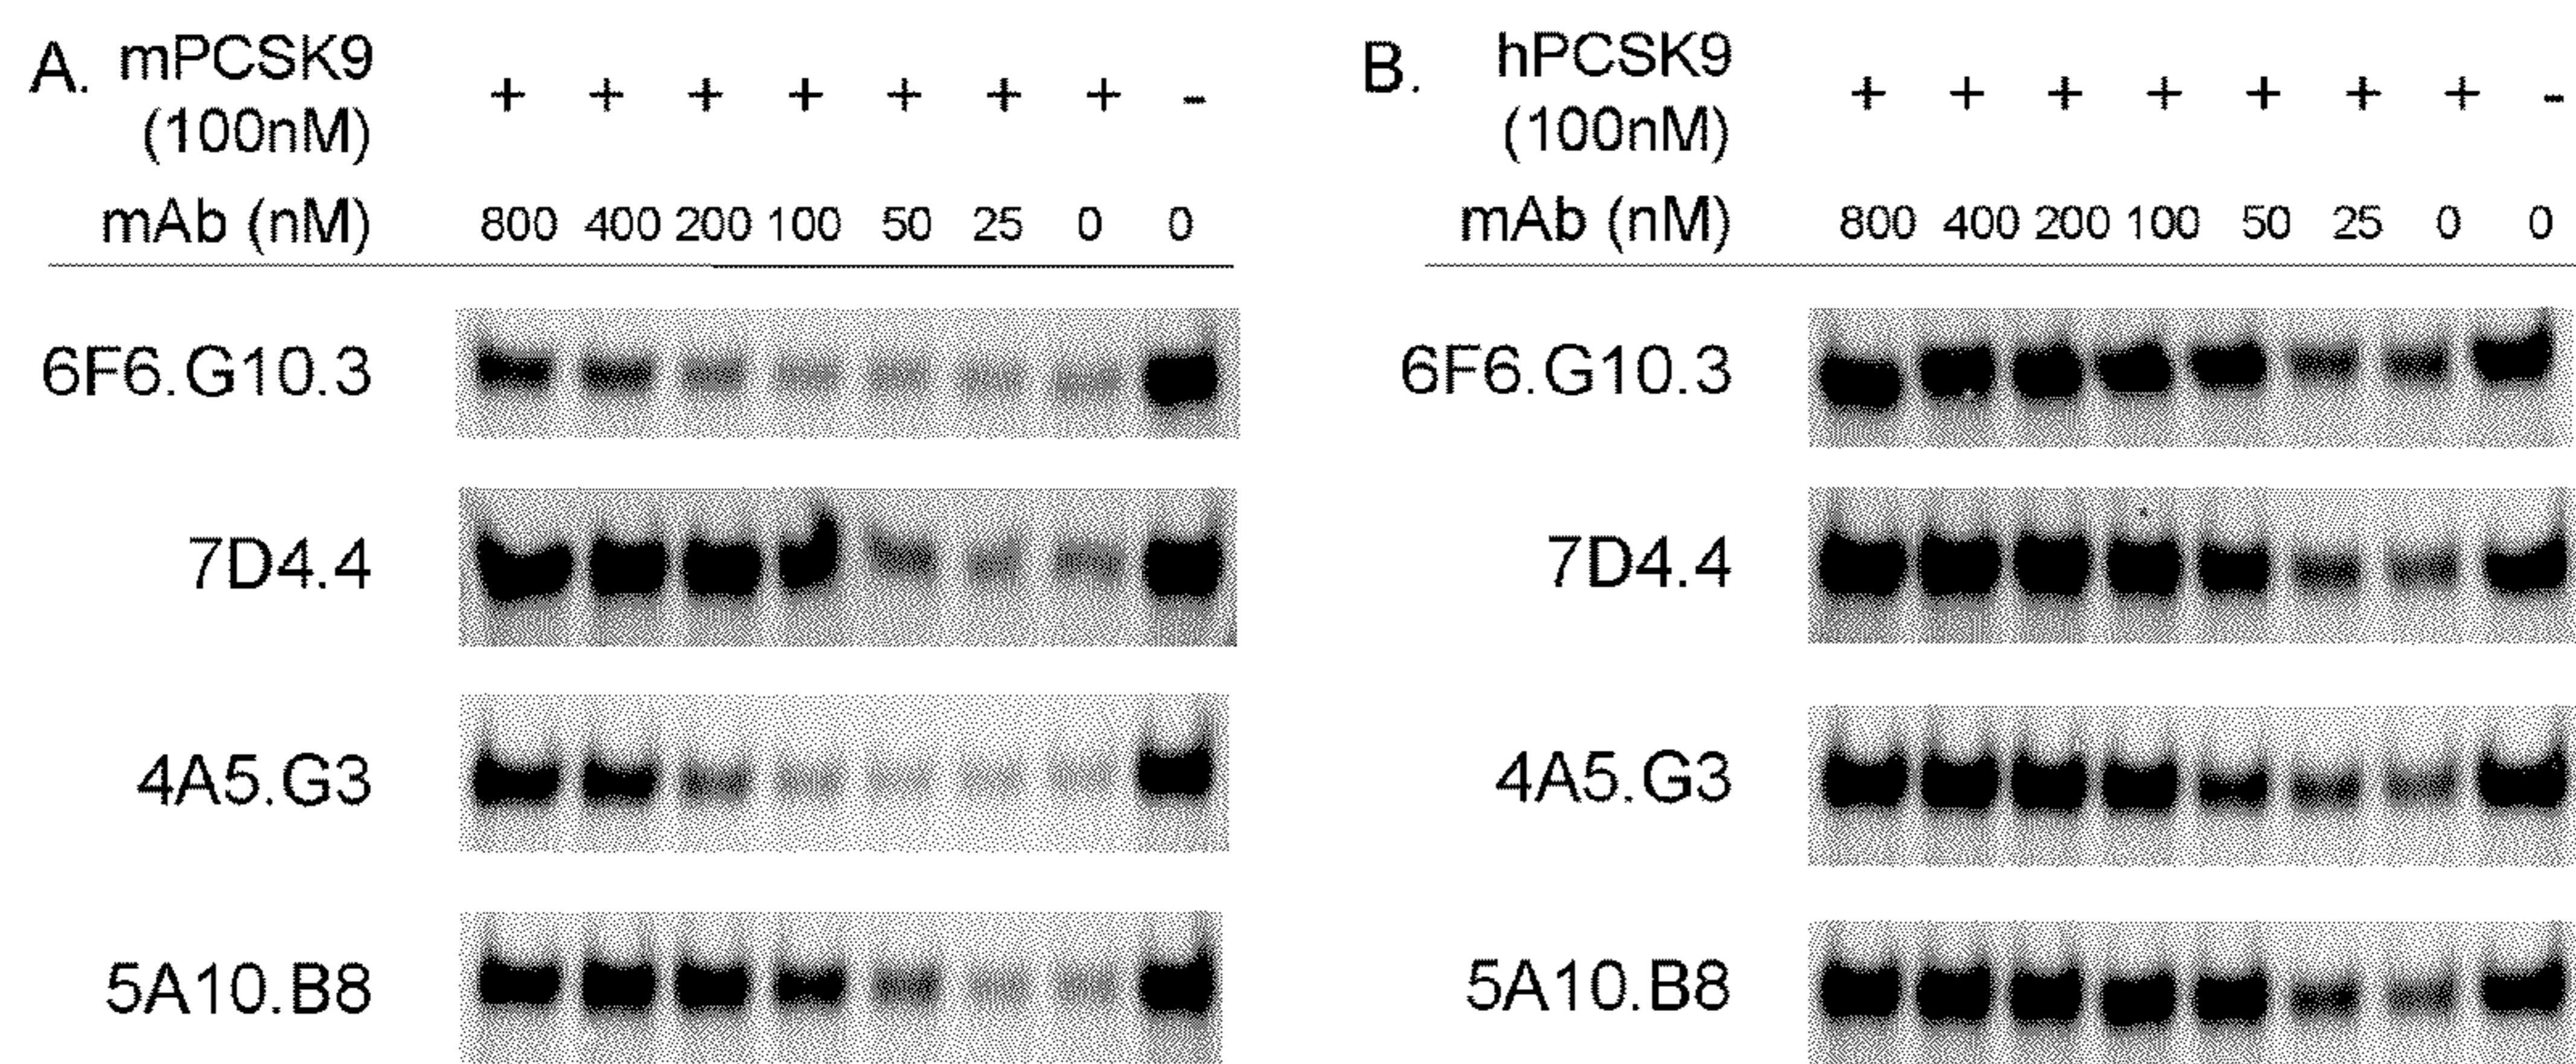 A. mPCSK9
(100nM)
+ + + + + + + -
mAb (nM) 800 400 200 100 50 25 0 0
6F6.G10.3
7D4.4
4A5.G3
5A10.B8
B. hPCSK9
(100nM)
+ + + + + + + -
mAb (nM) 800 400 200 100 50 25 0 0
6F6.G10.3
7D4.4
4A5.G3
5A10.B8